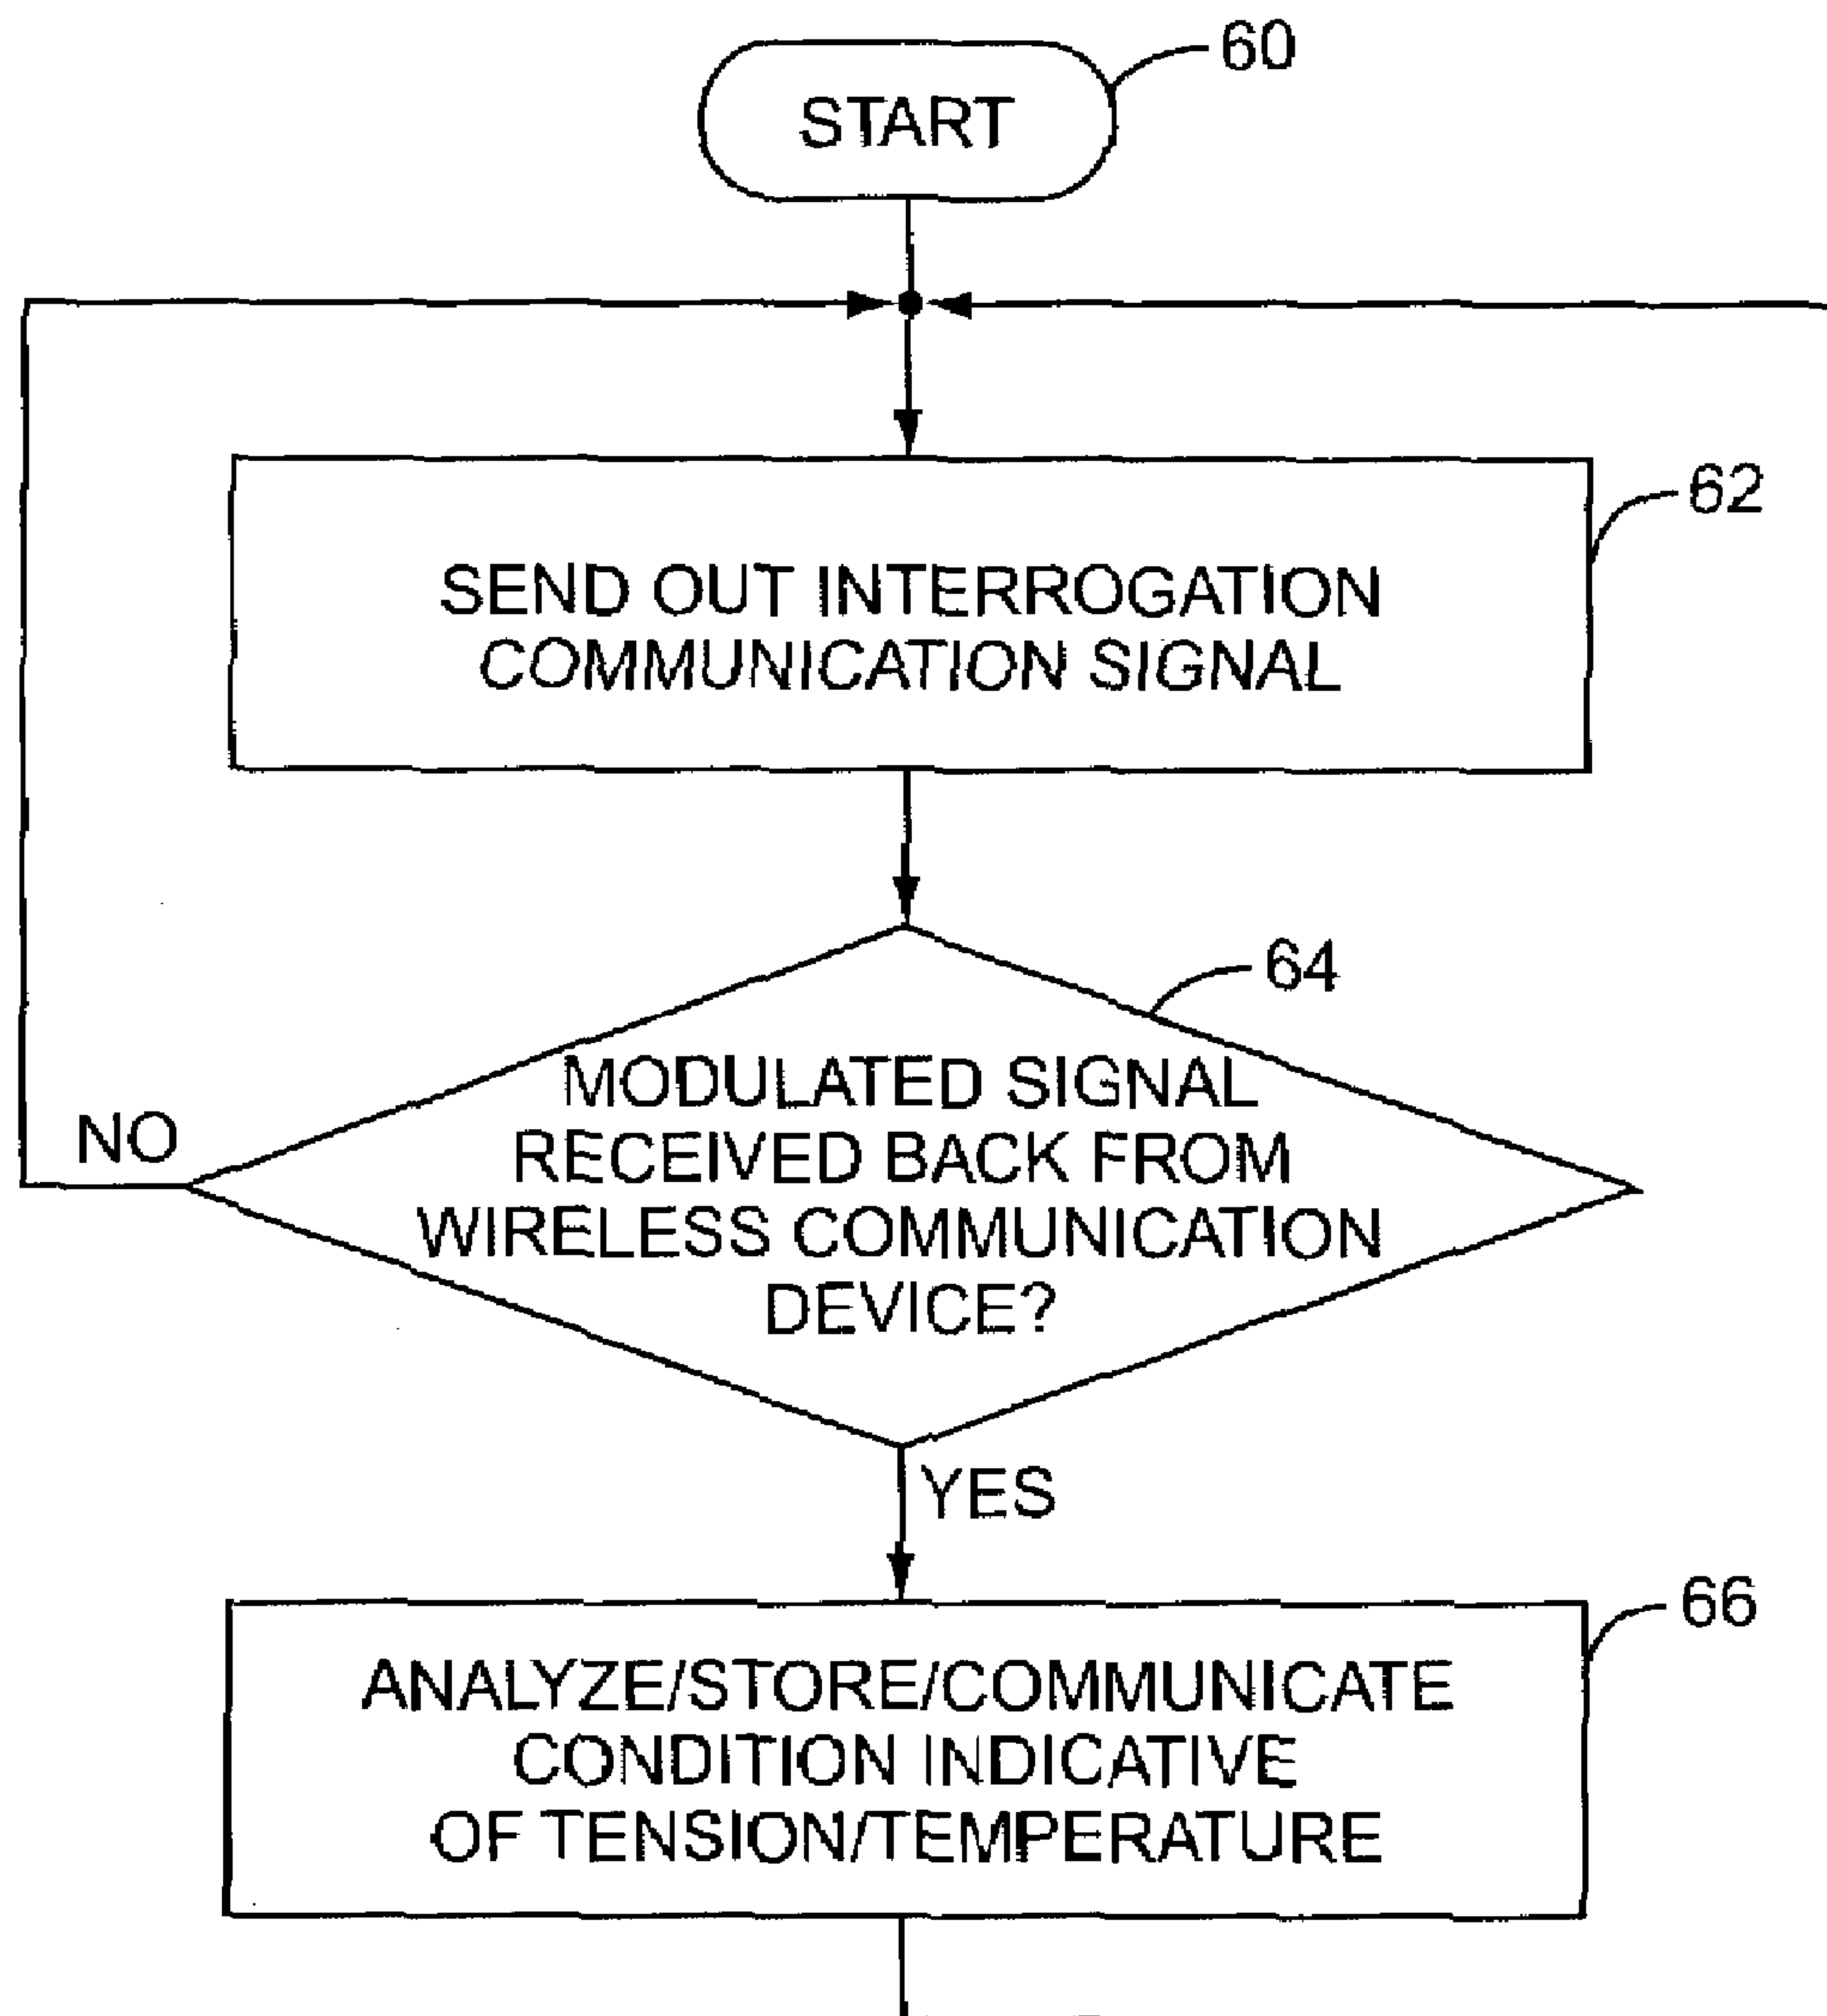 60
START
62
SEND OUT INTERROGATION
COMMUNICATION SIGNAL
64
MODULATED SIGNAL
RECEIVED BACK FROM
WIRELESS COMMUNICATION
DEVICE?
NO
YES
66
ANALYZE/STORE/COMMUNICATE
CONDITION INDICATIVE
OF TENSION/TEMPERATURE